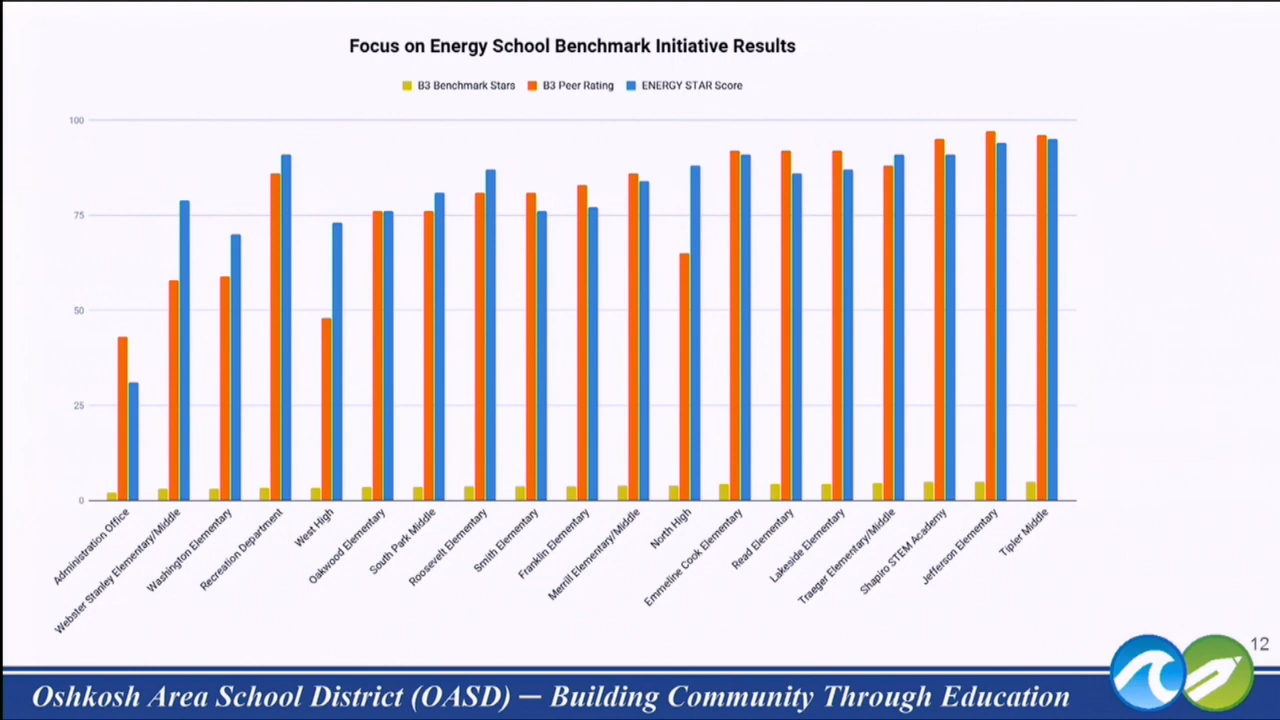 Focus on Energy School Benchmark Initiative Results
B3 Benchmark Stars B3 Peer Rating ENERGY STAR Score
100
75
50
25
0
Administration Office
Webster Stanley Elementary/Middle
Washington Elementary
Recreation Department
West High
Oakwood Elementary
South Park Middle
Roosevelt Elementary
Smith Elementary
Franklin Elementary
Merrill Elementary/Middle
North High
Emmeline Cook Elementary
Read Elementary
Lakeside Elementary
Traeger Elementary/Middle
Shapiro STEM Academy
Jefferson Elementary
Tipler Middle
12
Oshkosh Area School District (OASD) — Building Community Through Education